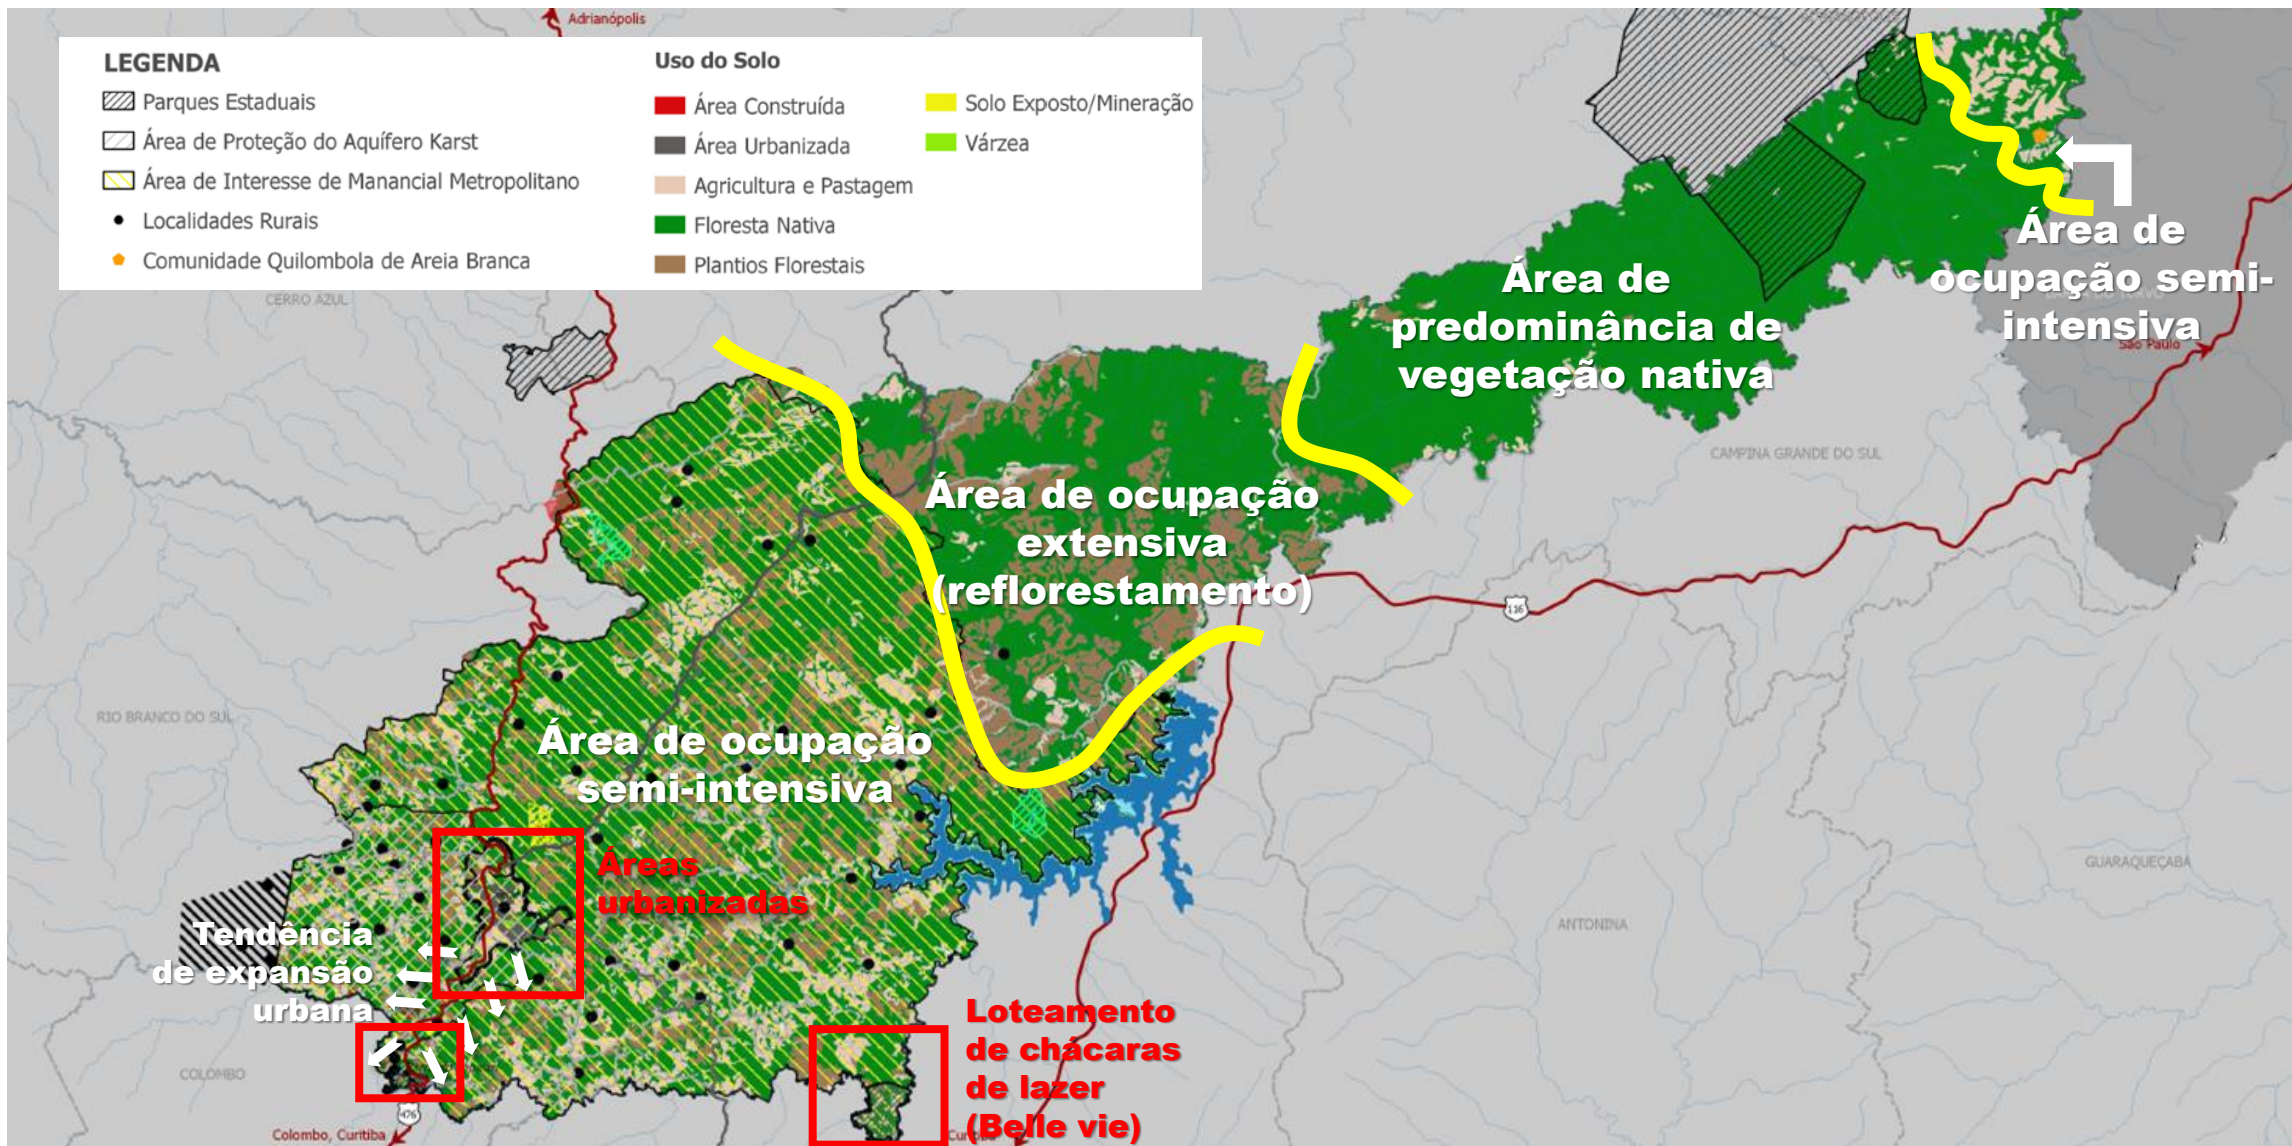 Adrianópolis
LEGENDA
Parques Estaduais
Área de Proteção do Aquífero Karst
Área de Interesse de Manancial Metropolitano
Localidades Rurais
Comunidade Quilombola de Areia Branca
Uso do Solo
Área Construída
Área Urbanizada
Agricultura e Pastagem
Floresta Nativa
Plantios Florestais
Solo Exposto/Mineração
Várzea
CERRO AZUL
Área de
ocupação semi-
intensiva
São Paulo
Área de
predominância de
vegetação nativa
CAMPINA GRANDE DO SUL
Área de ocupação
extensiva
(reflorestamento)
116
RIO BRANCO DO SUL
Área de ocupação
semi-intensiva
Áreas
urbanizadas
GUARAQUEÇABA
ANTONINA
Tendência
de expansão
urbana
COLOMBO
Loteamento
de chácaras
de lazer
(Belle vie)
476
Colombo, Curitiba